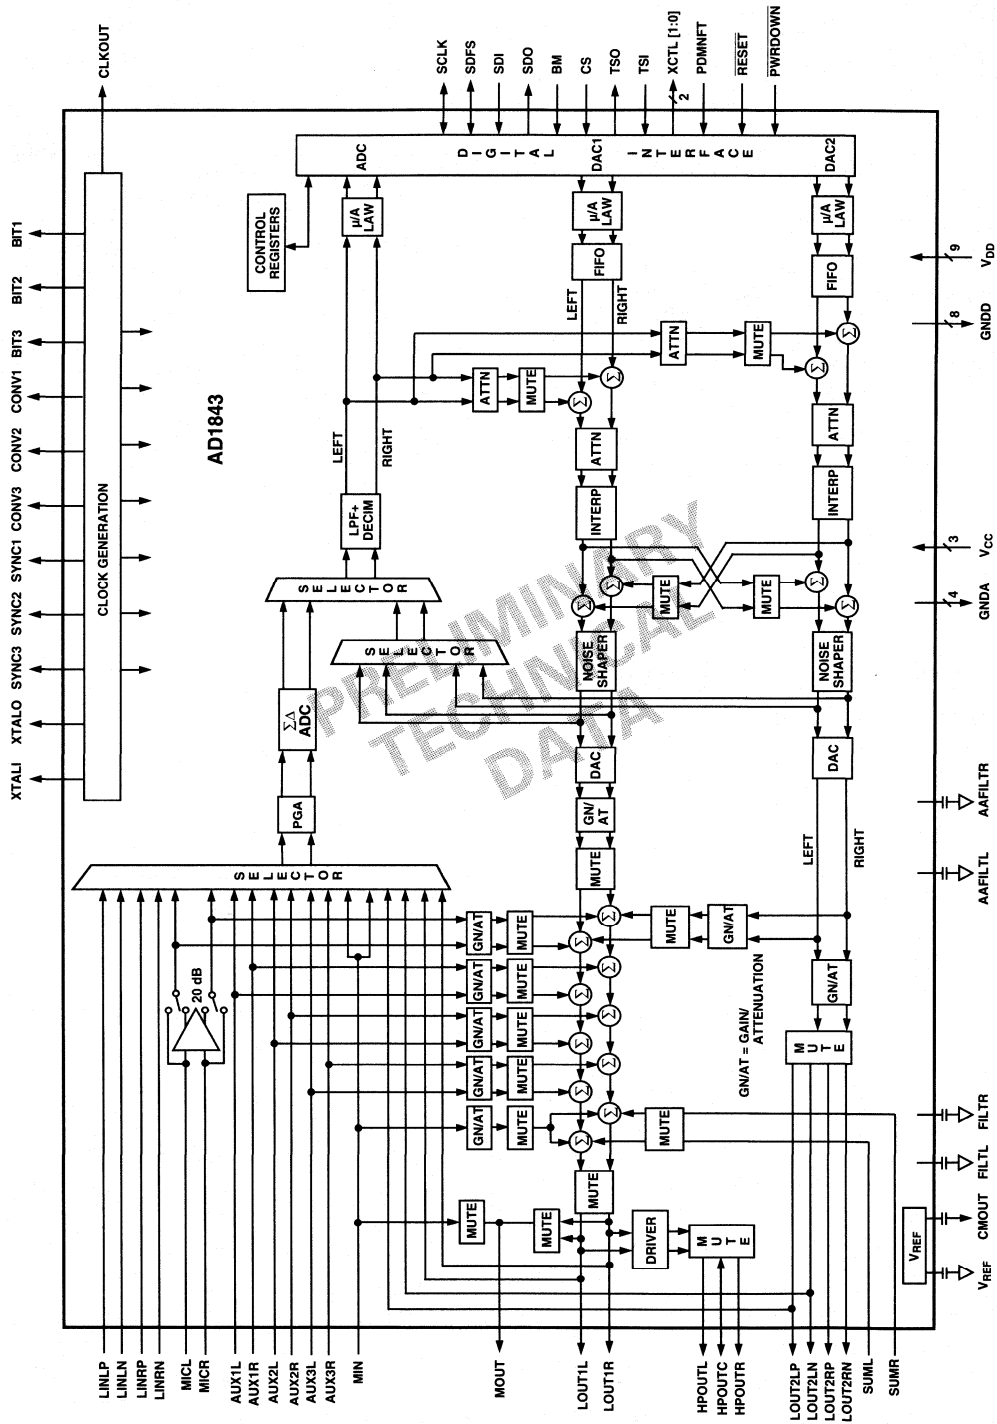 CLKOUT
SCLK
SDFS
SDI
SDO
BM
CS
TSO
TSI
XCTL [1:0]
2
PDMNFT
RESET
PWRDOWN
ADC
DIGITAL
DAC1
INTERFACE
DAC2
CONTROL
REGISTERS
µ/A
LAW
µ/A
LAW
µ/A
LAW
FIFO
FIFO
LEFT
RIGHT
BIT1
BIT2
BIT3
CONV1
CONV2
CONV3
SYNC1
SYNC2
SYNC3
XTALO
XTALI
CLOCK GENERATION
AD1843
9
VDD
8
GNDD
3
VCC
4
GNDA
ATTN
MUTE
Σ
Σ
ATTN
MUTE
Σ
Σ
LEFT
RIGHT
ATTN
ATTN
LPF+
DECIM
INTERP
INTERP
SELECTOR
SELECTOR
Σ
Σ
MUTE
MUTE
Σ
Σ
NOISE
SHAPER
NOISE
SHAPER
PRELIMINARY
TECHNICAL
DATA
ΣΔ
ADC
DAC
DAC
PGA
GN/
AT
MUTE
LEFT
RIGHT
AAFILTR
AAFILTL
SELECTOR
20 dB
GN/AT
MUTE
Σ
Σ
MUTE
GN/AT
GN/AT
MUTE
Σ
Σ
GN/AT
GN/AT
MUTE
Σ
Σ
GN/AT = GAIN/
ATTENUATION
MUTE
GN/AT
MUTE
Σ
Σ
GN/AT
MUTE
Σ
Σ
MUTE
MUTE
MUTE
MUTE
DRIVER
MUTE
FILTR
FILTL
CMOUT
VREF
VREF
LINLP
LINLN
LINRP
LINRN
MICL
MICR
AUX1L
AUX1R
AUX2L
AUX2R
AUX3L
AUX3R
MIN
MOUT
LOUT1L
LOUT1R
HPOUTL
HPOUTC
HPOUTR
LOUT2LP
LOUT2LN
LOUT2RP
LOUT2RN
SUML
SUMR